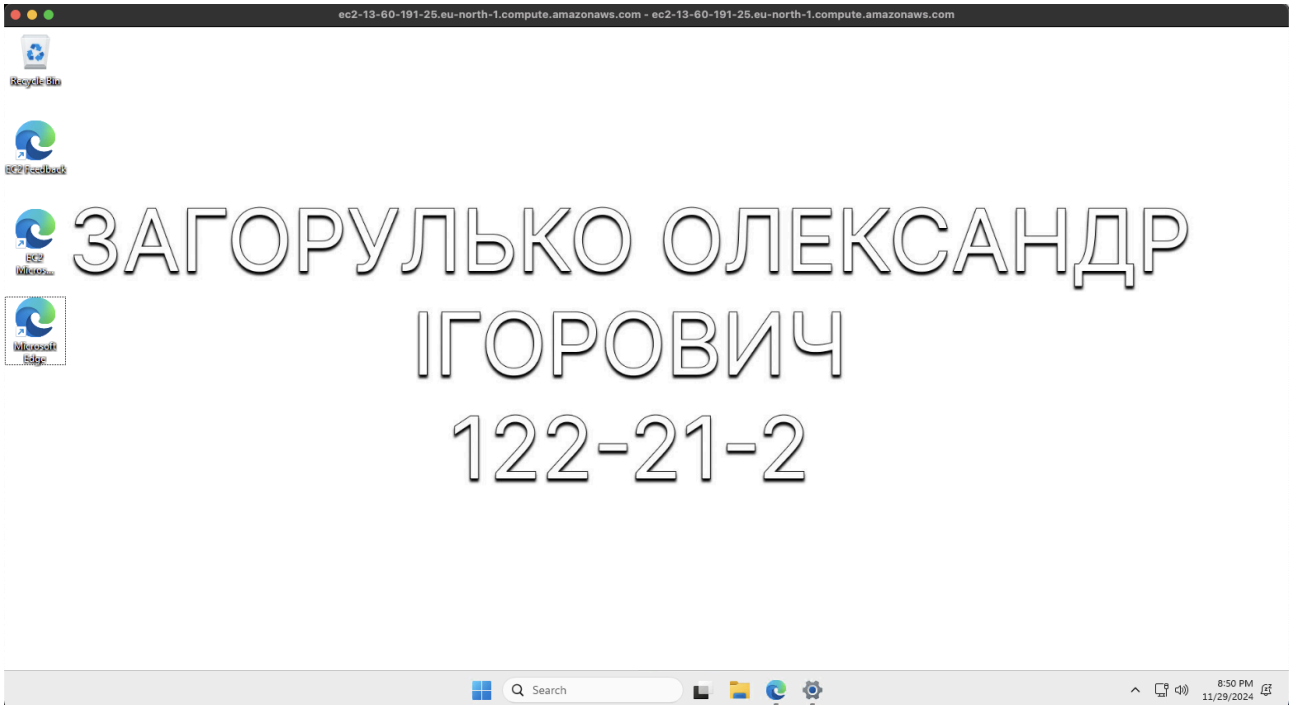 ec2-13-60-191-25.eu-north-1.compute.amazonaws.com - ec2-13-60-191-25.eu-north-1.compute.amazonaws.com
Recycle Bin
EC2 Feedback
EC2
Micros...
Microsoft
Edge
ЗАГОРУЛЬКО ОЛЕКСАНДР
ІГОРОВИЧ
122-21-2
Search
8:50 PM
11/29/2024